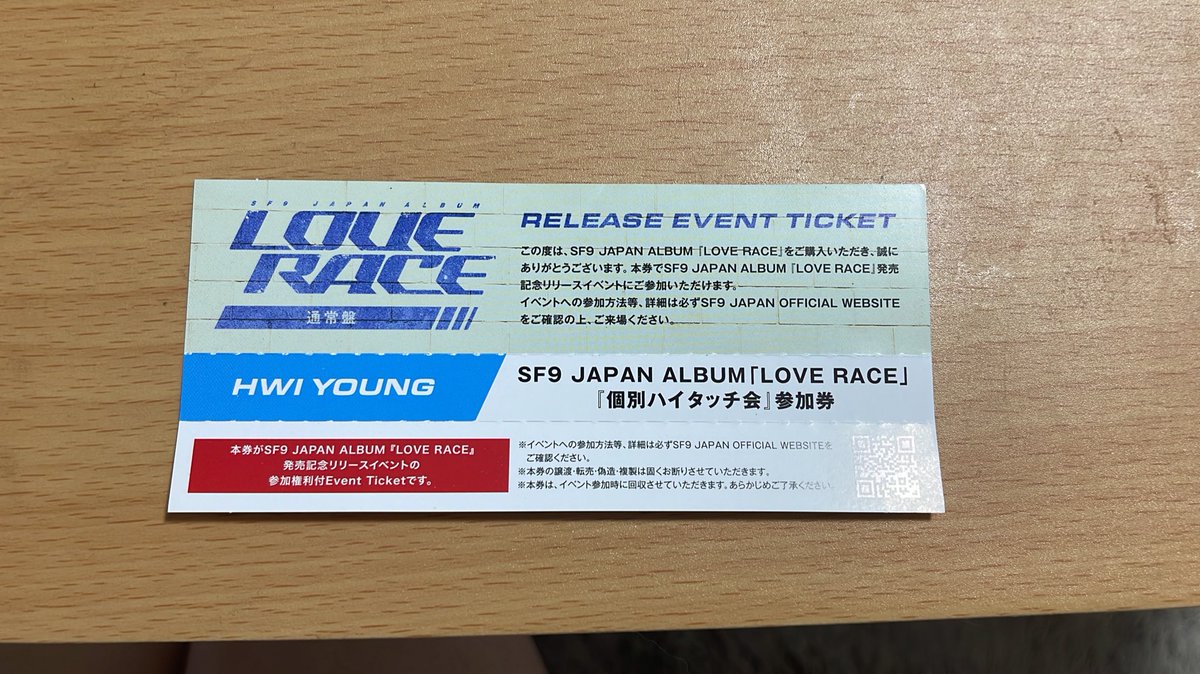 SF9 JAPAN ALBUM
LOVE
RACE
通常盤
RELEASE EVENT TICKET
この度は、SF9 JAPAN ALBUM『LOVE RACE』をご購入いただき、誠に
ありがとうございます。本券でSF9 JAPAN ALBUM『LOVE RACE』発売
記念リリースイベントにご参加いただけます。
イベントへの参加方法等、詳細は必ずSF9 JAPAN OFFICIAL WEBSITE
をご確認の上、ご来場ください。
HWI YOUNG
SF9 JAPAN ALBUM「LOVE RACE」
『個別ハイタッチ会』参加券
本券がSF9 JAPAN ALBUM『LOVE RACE』
発売記念リリースイベントの
参加権利付Event Ticketです。
※イベントへの参加方法等、詳細は必ずSF9 JAPAN OFFICIAL WEBSITEを
ご確認ください。
※本券の譲渡・転売・偽造・複製は固くお断りさせていただきます。
※本券は、イベント参加時に回収させていただきます。あらかじめご了承ください。